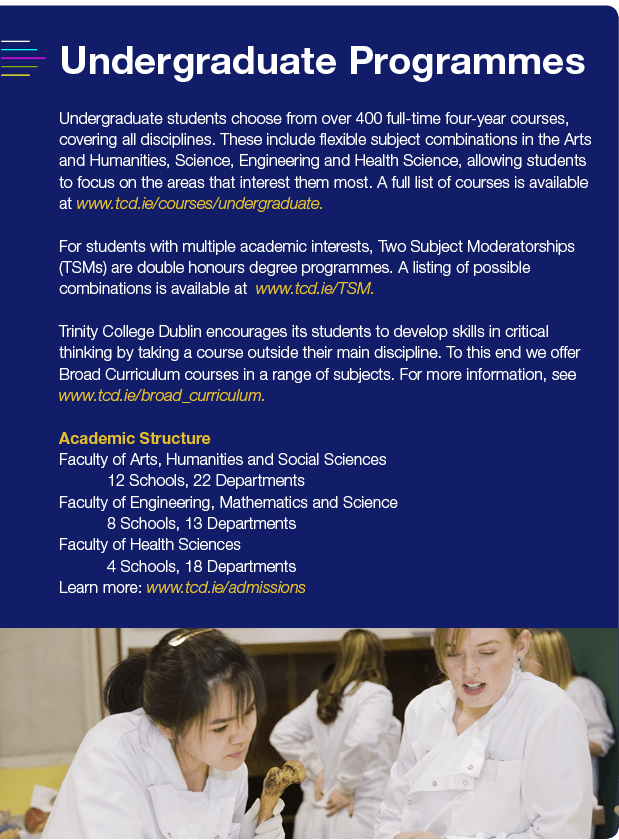 Undergraduate Programmes
Undergraduate students choose from over 400 full-time four-year courses,
covering all disciplines. These include flexible subject combinations in the Arts
and Humanities, Science, Engineering and Health Science, allowing students
to focus on the areas that interest them most. A full list of courses is available
at www.tcd.ie/courses/undergraduate.
For students with multiple academic interests, Two Subject Moderatorships
(TSMs) are double honours degree programmes. A listing of possible
combinations is available at www.tcd.ie/TSM.
Trinity College Dublin encourages its students to develop skills in critical
thinking by taking a course outside their main discipline. To this end we offer
Broad Curriculum courses in a range of subjects. For more information, see
www.tcd.ie/broad_curriculum.
Academic Structure
Faculty of Arts, Humanities and Social Sciences
12 Schools, 22 Departments
Faculty of Engineering, Mathematics and Science
8 Schools, 13 Departments
Faculty of Health Sciences
4 Schools, 18 Departments
Learn more: www.tcd.ie/admissions